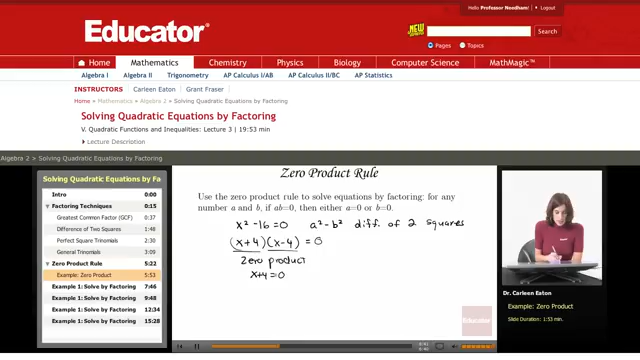 Hello Professor Needham! Logout
Educator®
NEW
Search
Pages Topics
Home Mathematics Chemistry Physics Biology Computer Science MathMagic™
Algebra I Algebra II Trigonometry AP Calculus I/AB AP Calculus II/BC AP Statistics
INSTRUCTORS Carleen Eaton Grant Fraser
Home » Mathematics » Algebra 2 » Solving Quadratic Equations by Factoring
Solving Quadratic Equations by Factoring
V. Quadratic Functions and Inequalities: Lecture 3 | 19:53 min
Lecture Description
Algebra 2 » Solving Quadratic Equations by Factoring
Solving Quadratic Equations by Factoring
Intro 0:00
Factoring Techniques 0:15
Greatest Common Factor (GCF) 0:37
Difference of Two Squares 1:48
Perfect Square Trinomials 2:30
General Trinomials 3:09
Zero Product Rule 5:22
Example: Zero Product 5:53
Example 1: Solve by Factoring 7:46
Example 1: Solve by Factoring 9:48
Example 1: Solve by Factoring 12:34
Example 1: Solve by Factoring 15:28
Zero Product Rule
Use the zero product rule to solve equations by factoring: for any
number a and b, if ab=0, then either a=0 or b=0.
x² -16 =0 a²-b² diff. of 2 squares
(x+4)(x-4) = 0
zero product
x+4=0
Educator
Dr. Carleen Eaton
Example: Zero Product
Slide Duration: 1:53 min.